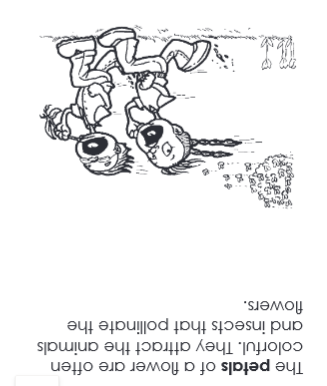 The petals of a flower are often
colorful. They attract the animals
and insects that pollinate the
flowers.